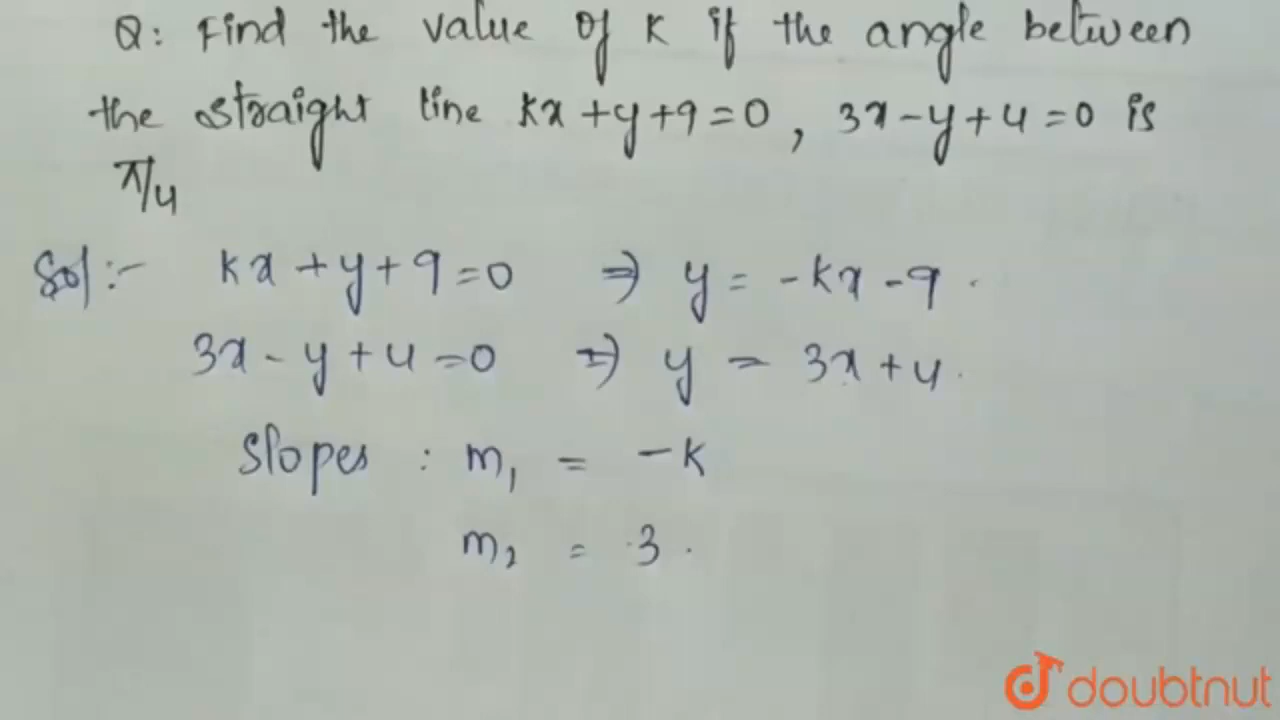 Q: Find the value of K if the angle between
the straight line Kx+y+9=0, 3x-y+4=0 is
π/4
Sol:- Kx+y+9=0 ⇒ y = -Kx-9.
3x-y+4=0 ⇒ y = 3x+4.
Slopes : m₁ = -K
m₂ = 3.
doubtnut